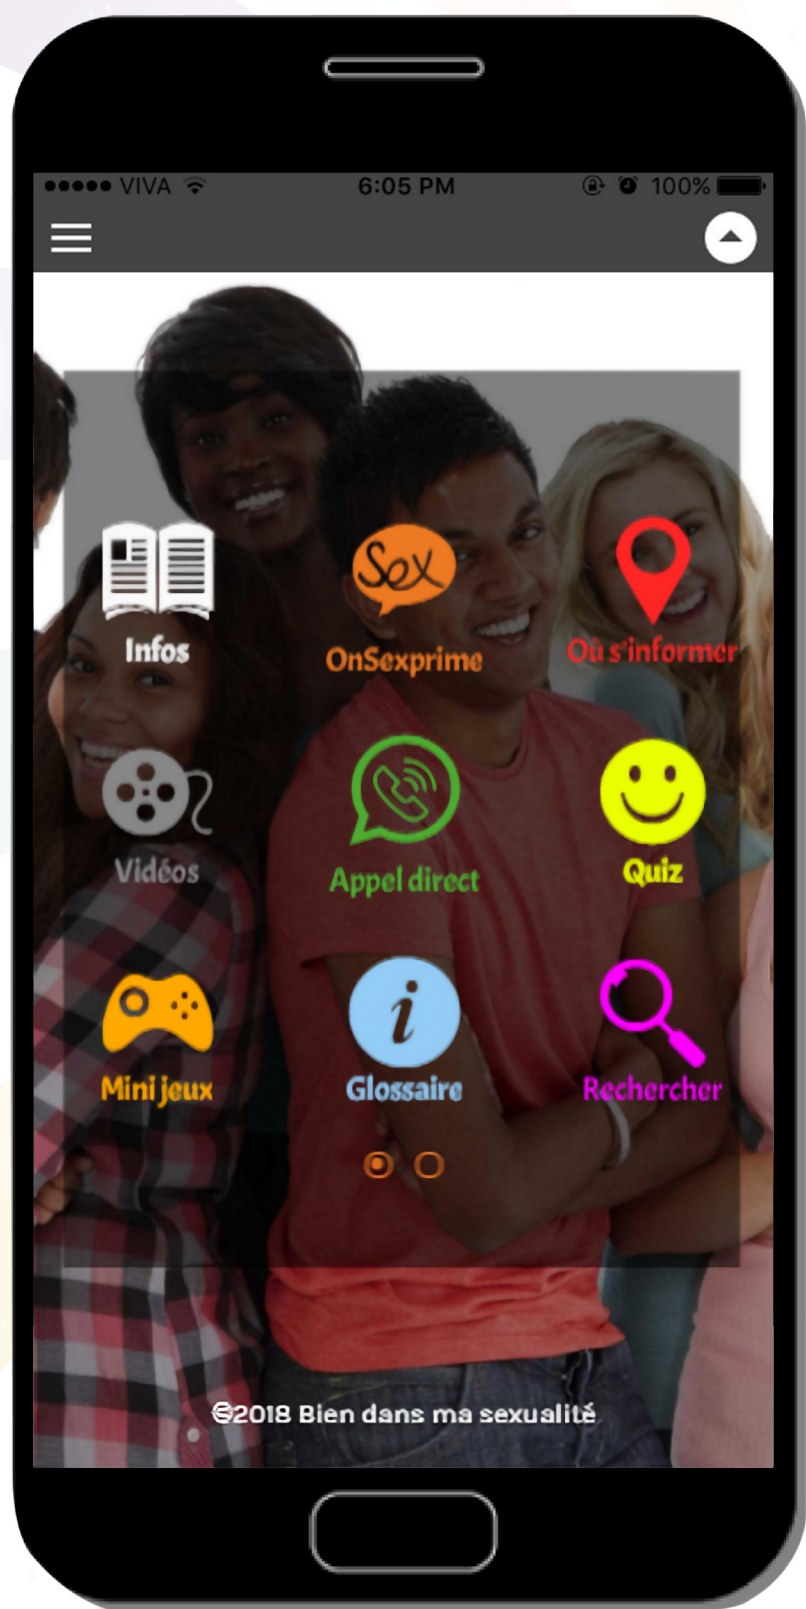 VIVA 6:05 PM 100%
Sex
Infos OnSexprime Où s'informer
Vidéos Appel direct Quiz
i
Mini jeux Glossaire Rechercher
©2018 Bien dans ma sexualité